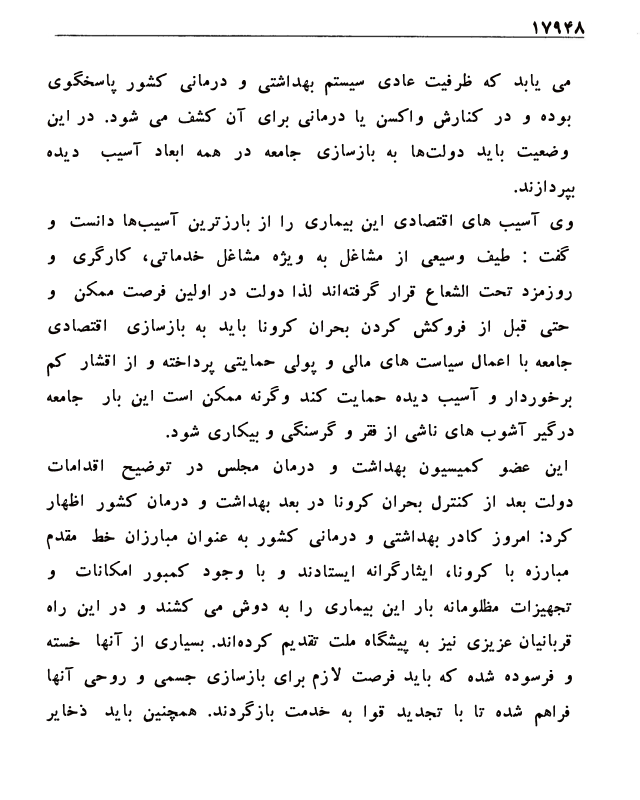 ۱۷۹۴۸
می یابد که ظرفیت عادی سیستم بهداشتی و درمانی کشور پاسخگوی
بوده و در کنارش واکسن یا درمانی برای آن کشف می شود. در این
وضعیت باید دولت‌ها به بازسازی جامعه در همه ابعاد آسیب دیده
بپردازند.
وی آسیب های اقتصادی این بیماری را از بارزترین آسیب‌ها دانست و
گفت : طیف وسیعی از مشاغل به ویژه مشاغل خدماتی، کارگری و
روزمزد تحت الشعاع قرار گرفته‌اند لذا دولت در اولین فرصت ممکن و
حتی قبل از فروکش کردن بحران کرونا باید به بازسازی اقتصادی
جامعه با اعمال سیاست های مالی و پولی حمایتی پرداخته و از اقشار کم
برخوردار و آسیب دیده حمایت کند وگرنه ممکن است این بار جامعه
درگیر آشوب های ناشی از فقر و گرسنگی و بیکاری شود.
این عضو کمیسیون بهداشت و درمان مجلس در توضیح اقدامات
دولت بعد از کنترل بحران کرونا در بعد بهداشت و درمان کشور اظهار
کرد: امروز کادر بهداشتی و درمانی کشور به عنوان مبارزان خط مقدم
مبارزه با کرونا، ایثارگرانه ایستادند و با وجود کمبور امکانات و
تجهیزات مظلومانه بار این بیماری را به دوش می کشند و در این راه
قربانیان عزیزی نیز به پیشگاه ملت تقدیم کرده‌اند. بسیاری از آنها خسته
و فرسوده شده که باید فرصت لازم برای بازسازی جسمی و روحی آنها
فراهم شده تا با تجدید قوا به خدمت بازگردند. همچنین باید ذخایر